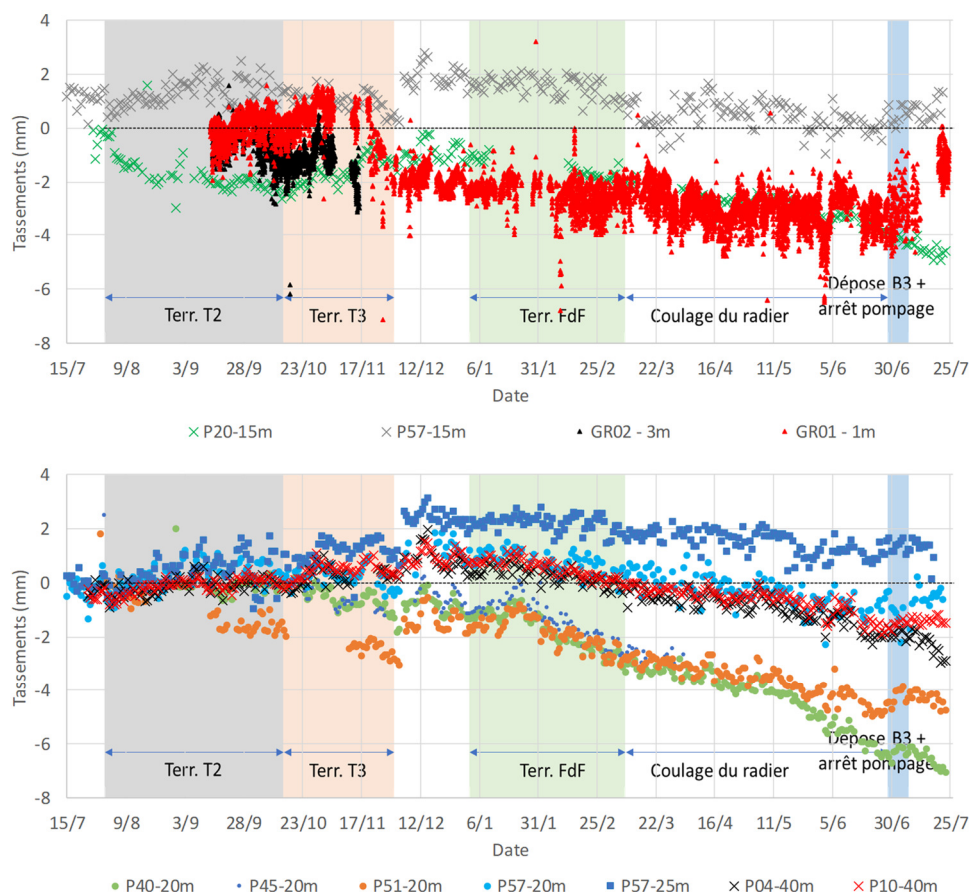 4
2
0
-2
-4
-6
-8
Tassements (mm)
Terr. T2
Terr. T3
Terr. FdF
Coulage du radier
Dépose B3 +
arrêt pompage
15/7 9/8 3/9 28/9 23/10 17/11 12/12 6/1 31/1 25/2 22/3 16/4 11/5 5/6 30/6 25/7
Date
P20-15m P57-15m GR02 - 3m GR01 - 1m
4
2
0
-2
-4
-6
-8
Tassements (mm)
Terr. T2
Terr. T3
Terr. FdF
Coulage du radier
Dépose B3 +
arrêt pompage
15/7 9/8 3/9 28/9 23/10 17/11 12/12 6/1 31/1 25/2 22/3 16/4 11/5 5/6 30/6 25/7
Date
P40-20m P45-20m P51-20m P57-20m P57-25m P04-40m P10-40m